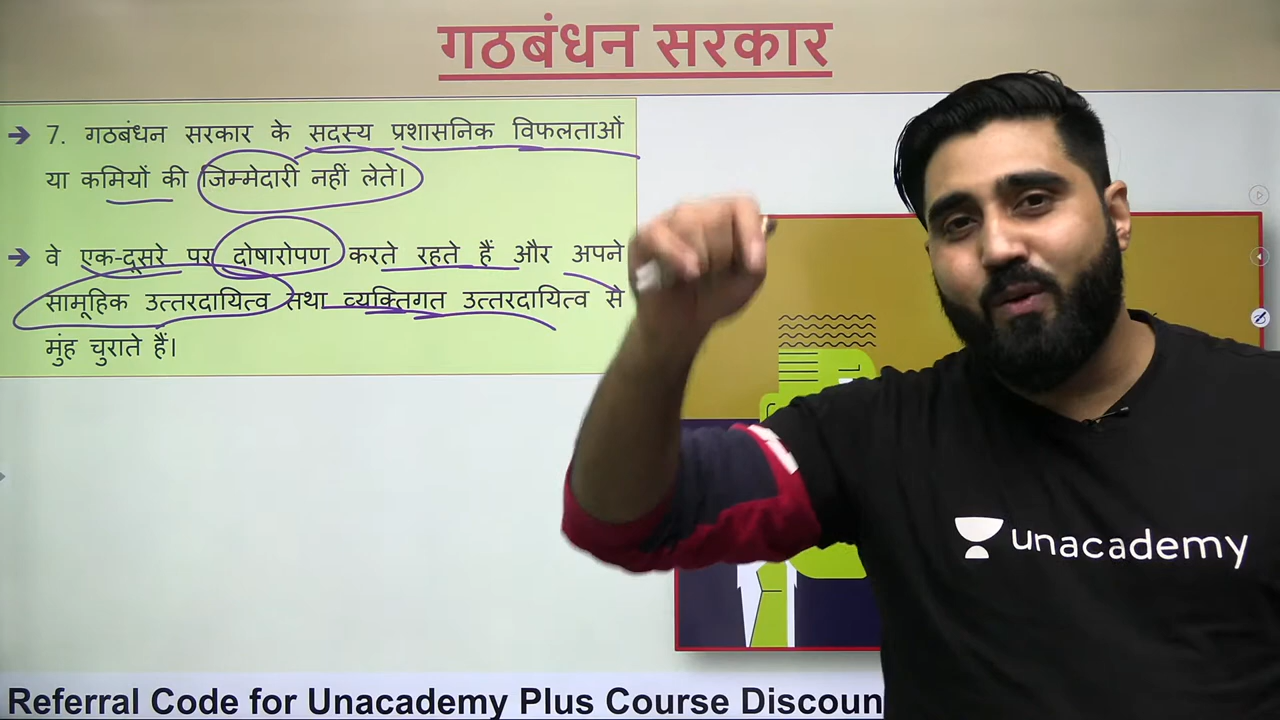 गठबंधन सरकार
➔ 7. गठबंधन सरकार के सदस्य प्रशासनिक विफलताओं
या कमियों की जिम्मेदारी नहीं लेते।
➔ वे एक-दूसरे पर दोषारोपण करते रहते हैं और अपने
सामूहिक उत्तरदायित्व तथा व्यक्तिगत उत्तरदायित्व से
मुंह चुराते हैं।
unacademy
Referral Code for Unacademy Plus Course Discoun